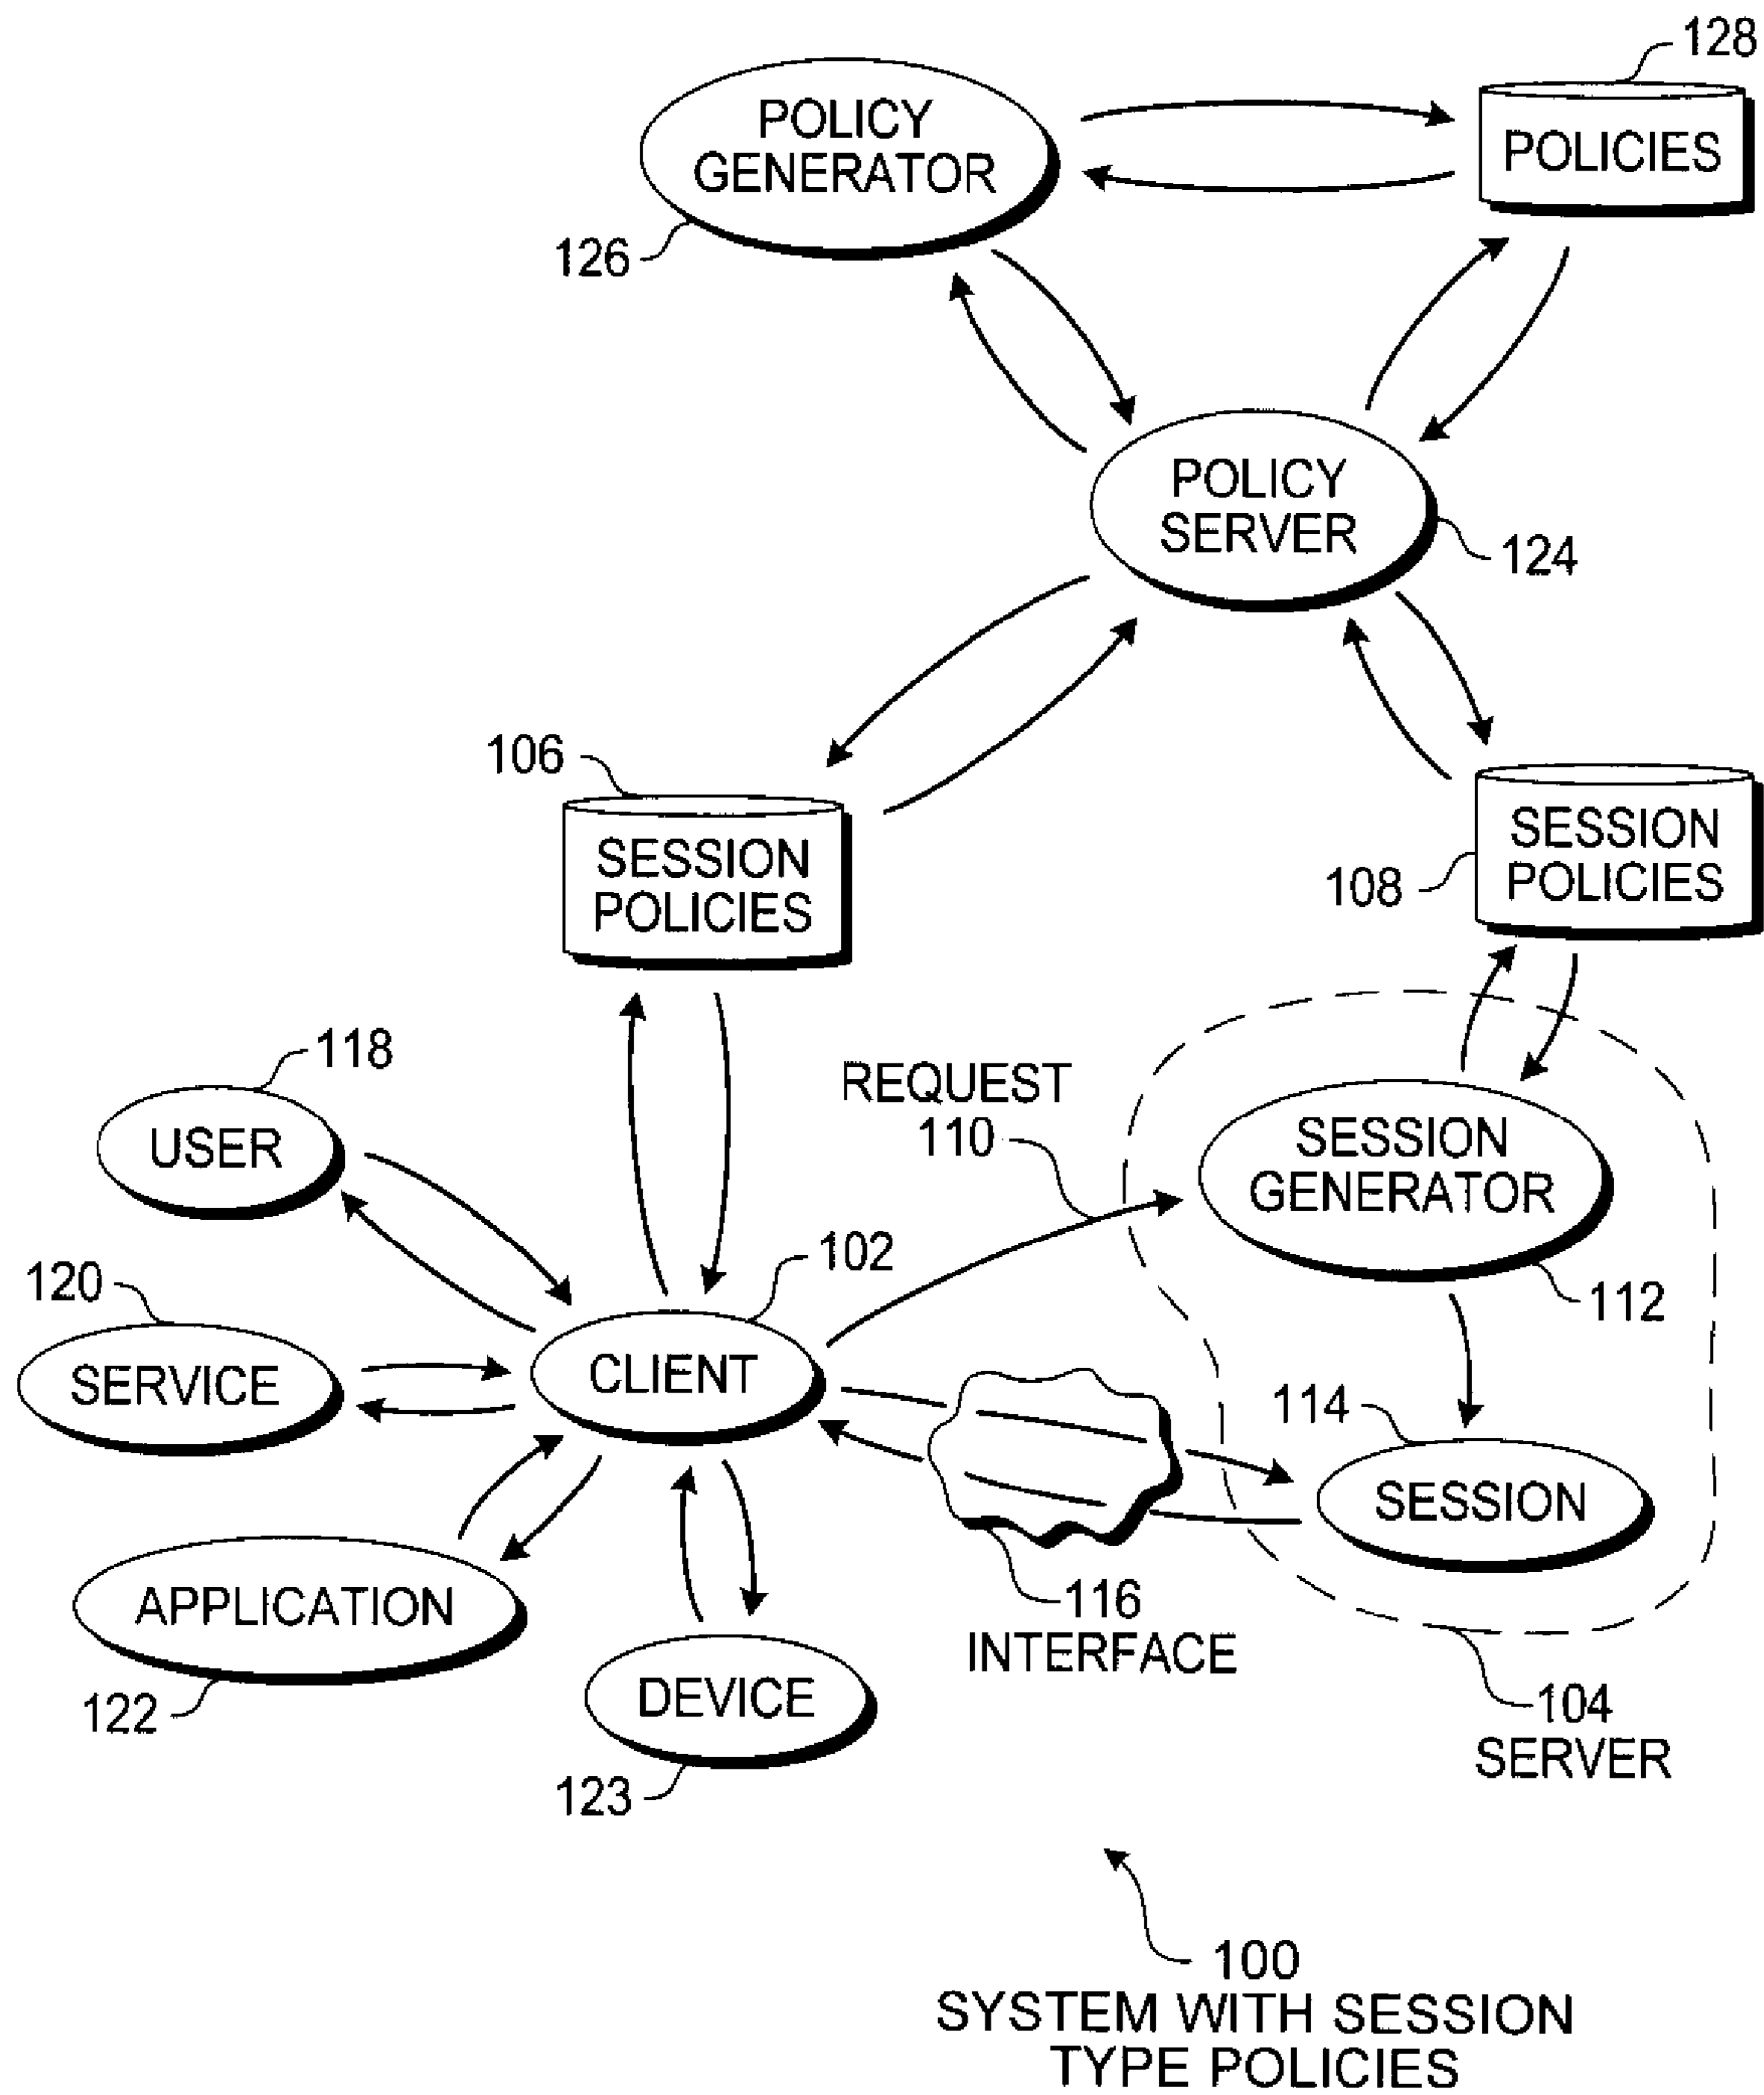 128
POLICY
GENERATOR
POLICIES
126
POLICY
SERVER
124
106
SESSION
POLICIES
SESSION
POLICIES
108
118
REQUEST
110
USER
SESSION
GENERATOR
102
120
112
CLIENT
SERVICE
114
SESSION
APPLICATION
116
INTERFACE
DEVICE
122
104
SERVER
123
100
SYSTEM WITH SESSION
TYPE POLICIES